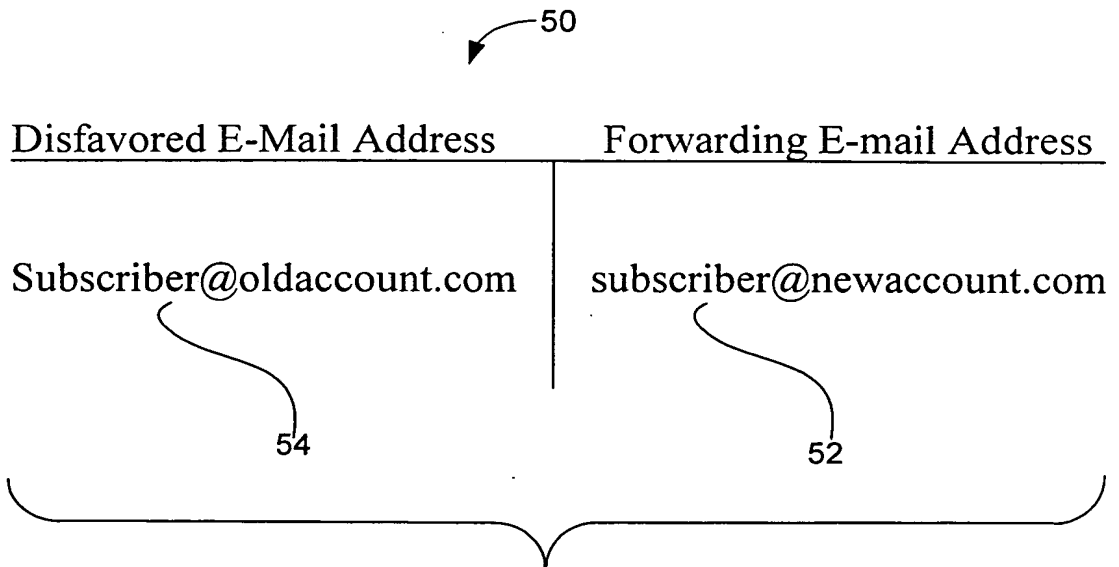 50
Disfavored E-Mail Address Forwarding E-mail Address
Subscriber@oldaccount.com subscriber@newaccount.com
54 52